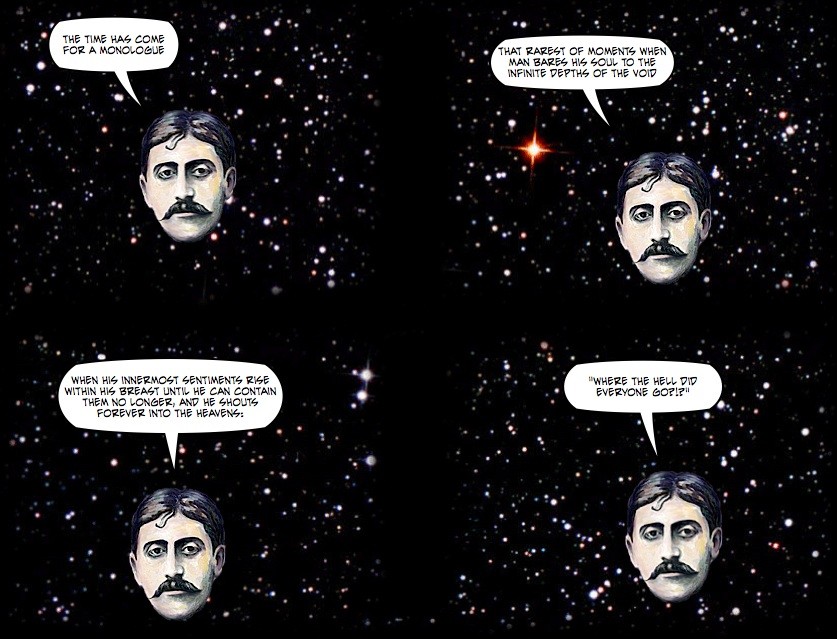 THE TIME HAS COME
FOR A MONOLOGUE
THAT RAREST OF MOMENTS WHEN
MAN BARES HIS SOUL TO THE
INFINITE DEPTHS OF THE VOID
WHEN HIS INNERMOST SENTIMENTS RISE
WITHIN HIS BREAST UNTIL HE CAN CONTAIN
THEM NO LONGER, AND HE SHOUTS
FOREVER INTO THE HEAVENS:
"WHERE THE HELL DID
EVERYONE GO?!?"